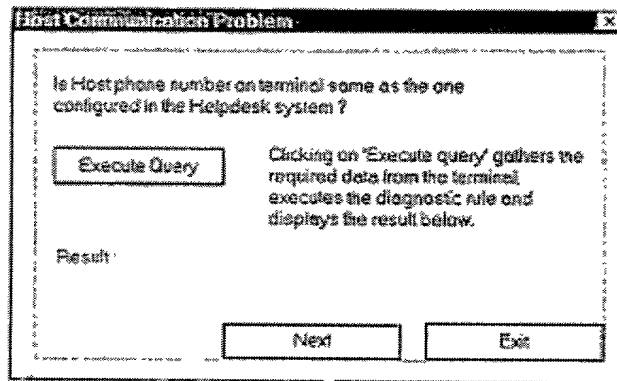 Host Communication Problem
Is Host phone number on terminal same as the one
configured in the Helpdesk system ?
Execute Query
Clicking on 'Execute query' gathers the
required data from the terminal,
executes the diagnostic rule and
displays the result below.
Result
Next
Exit